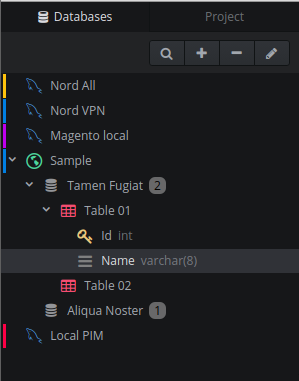 Databases Project
Nord All
Nord VPN
Magento local
Sample
Tamen Fugiat 2
Table 01
Id int
Name varchar(8)
Table 02
Aliqua Noster 1
Local PIM